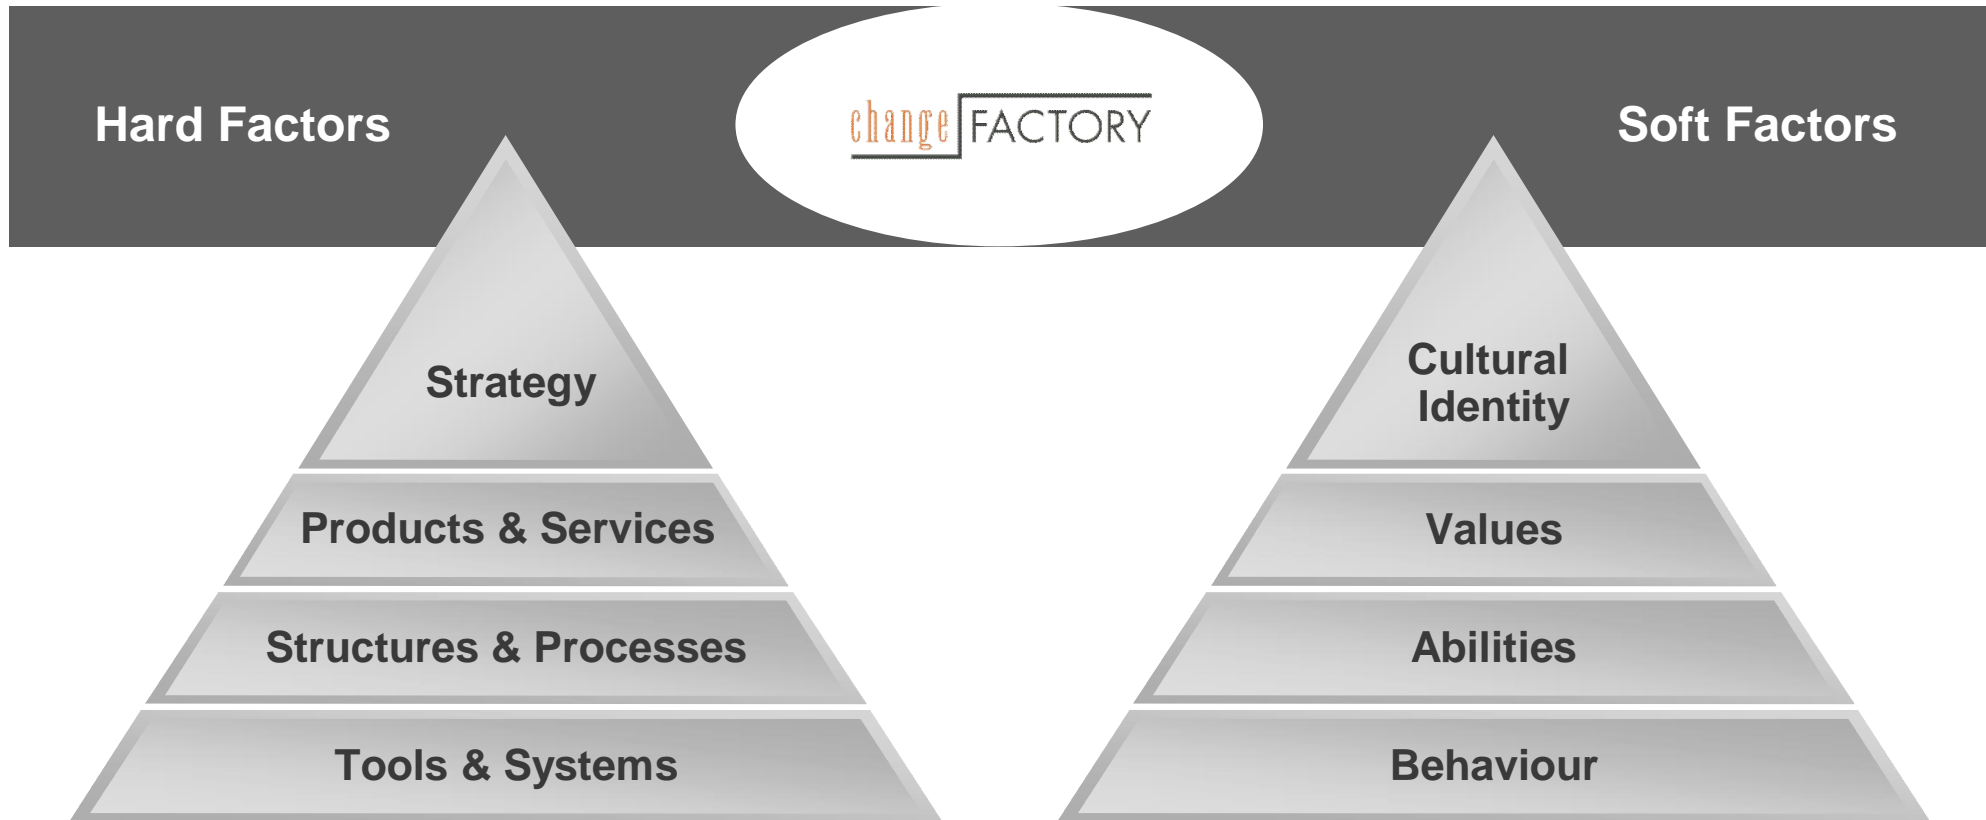 Hard Factors
change FACTORY
Soft Factors
Strategy
Products & Services
Structures & Processes
Tools & Systems
Cultural
Identity
Values
Abilities
Behaviour